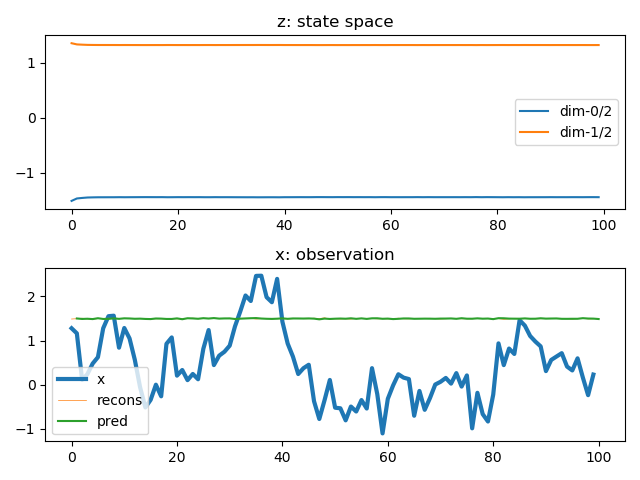 z: state space
1
0
−1
dim-0/2
dim-1/2
0 20 40 60 80 100
x: observation
2
1
0
−1
x
recons
pred
0 20 40 60 80 100